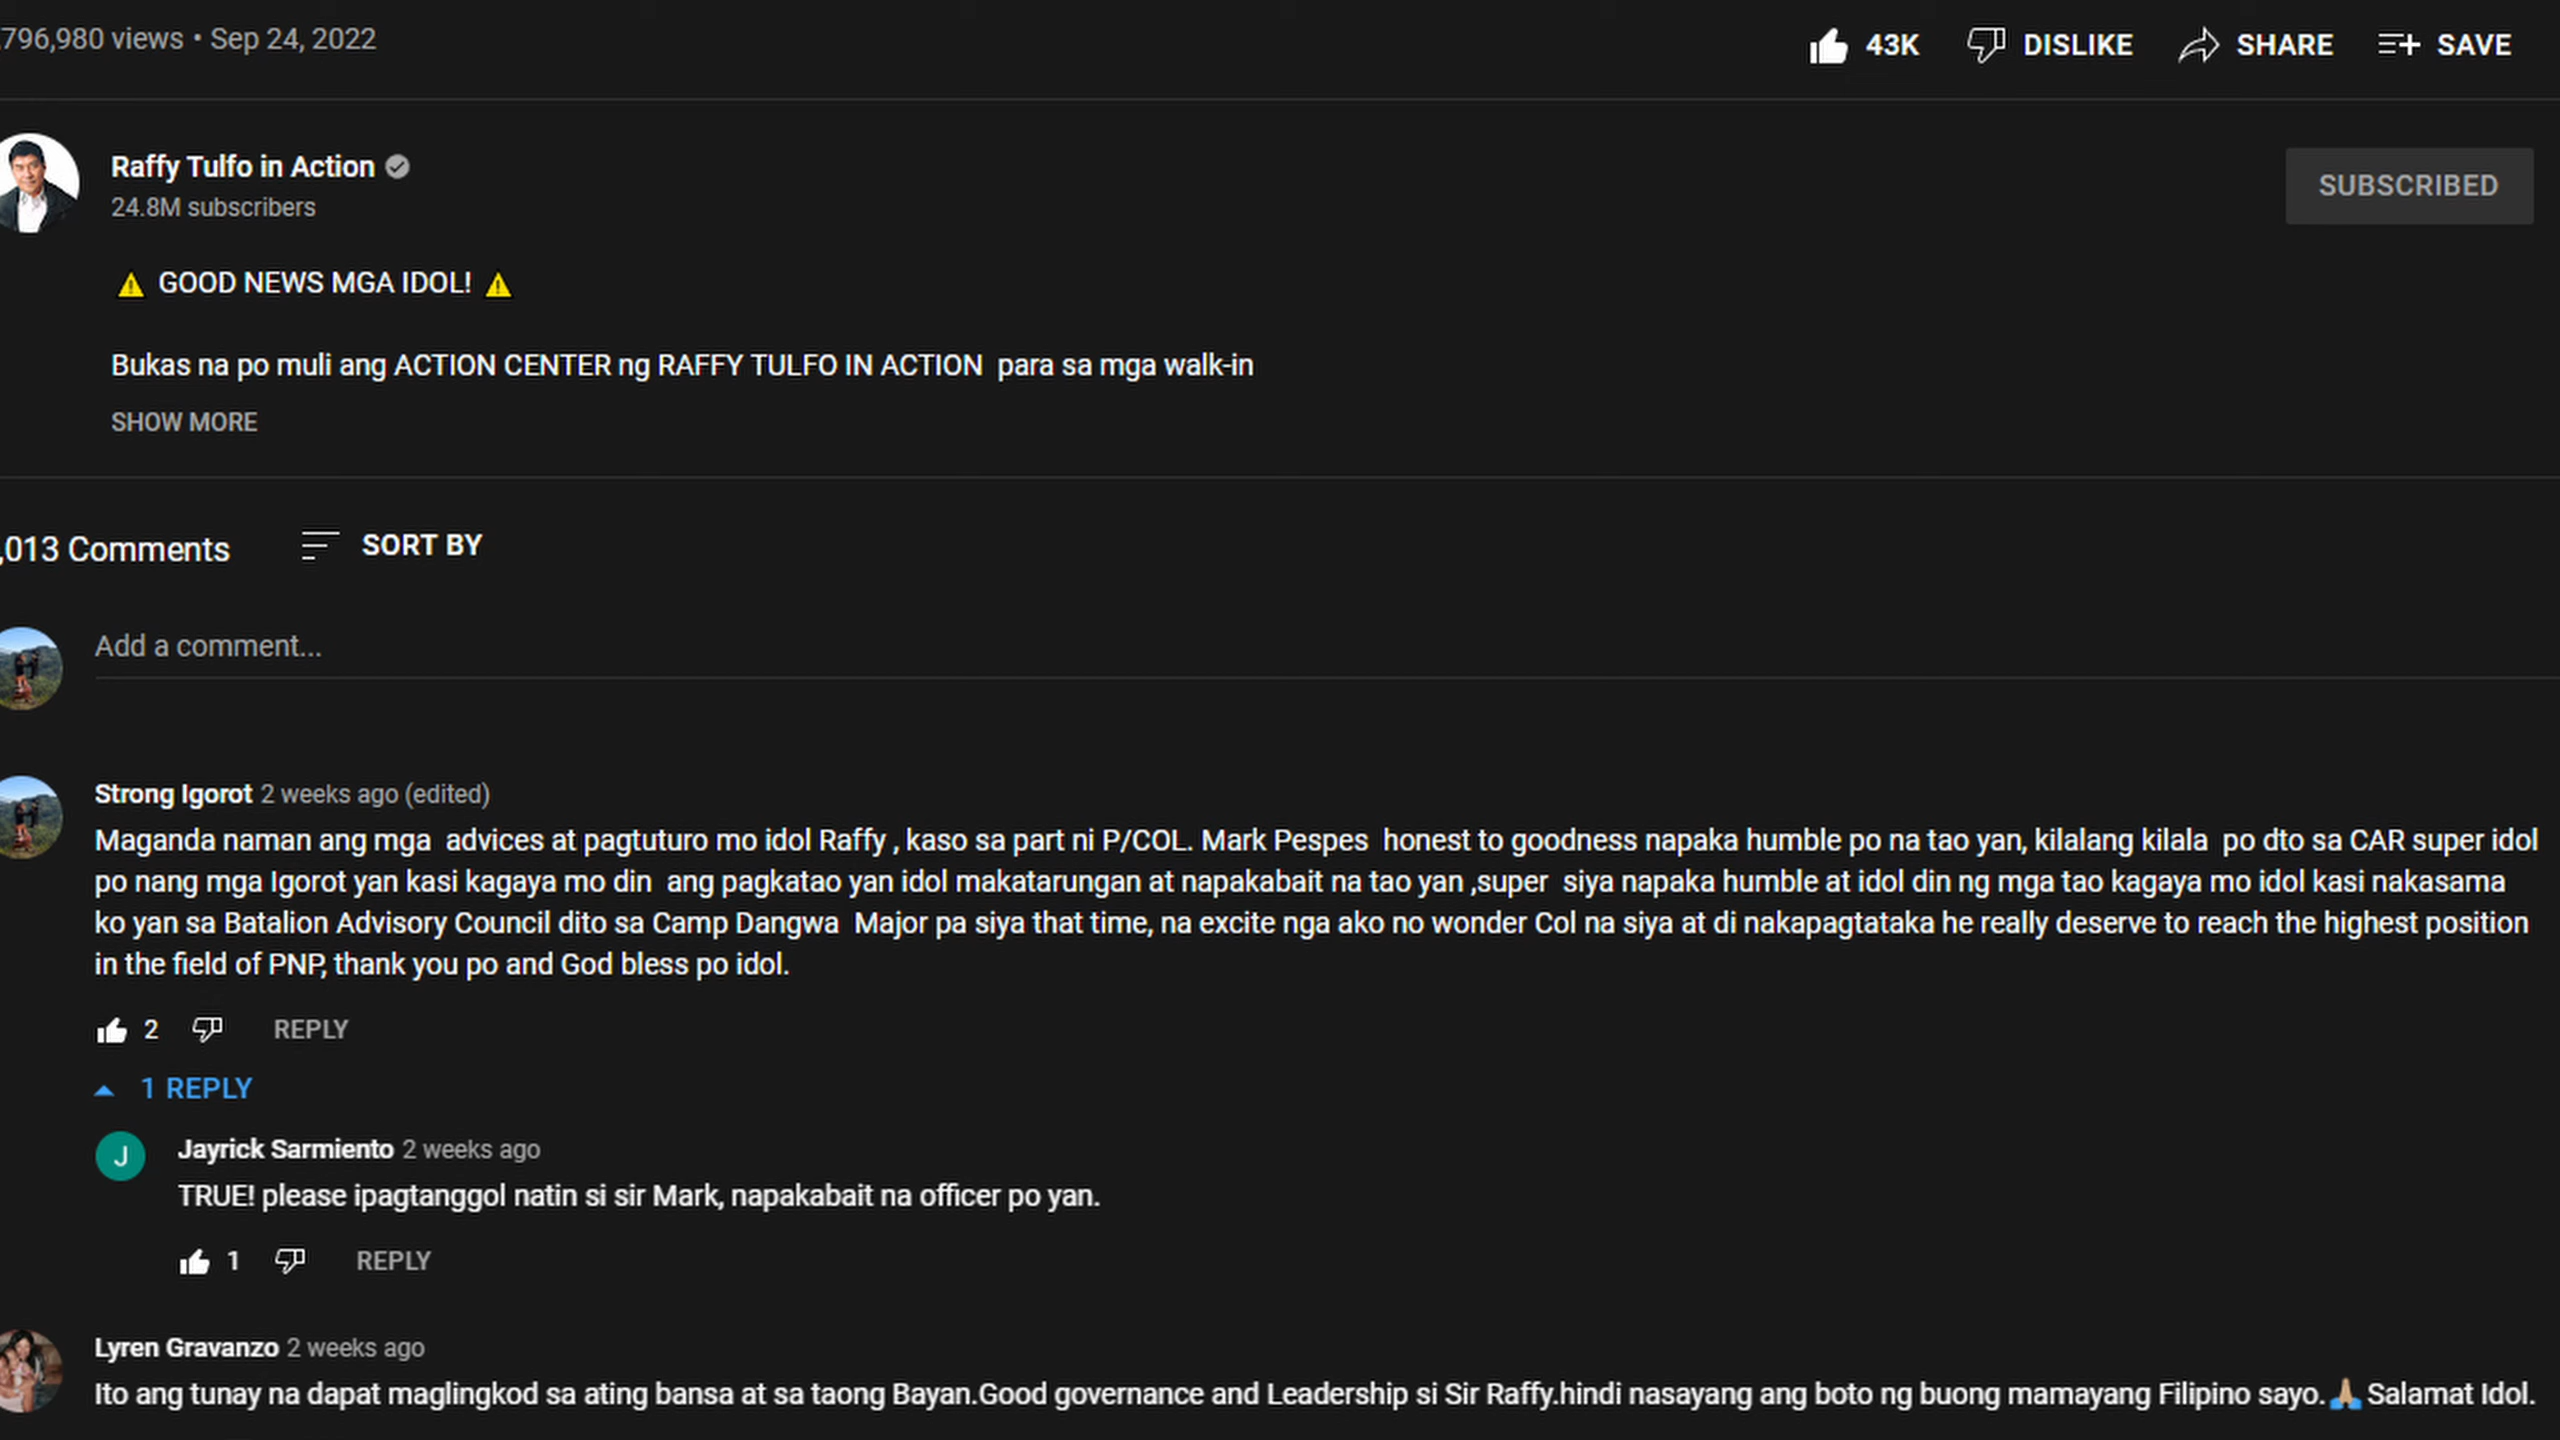 ,796,980 views • Sep 24, 2022
43K DISLIKE SHARE SAVE
Raffy Tulfo in Action
24.8M subscribers
SUBSCRIBED
⚠ GOOD NEWS MGA IDOL! ⚠
Bukas na po muli ang ACTION CENTER ng RAFFY TULFO IN ACTION para sa mga walk-in
SHOW MORE
,013 Comments SORT BY
Add a comment...
Strong Igorot 2 weeks ago (edited)
Maganda naman ang mga advices at pagtuturo mo idol Raffy , kaso sa part ni P/COL. Mark Pespes honest to goodness napaka humble po na tao yan, kilalang kilala po dto sa CAR super idol
po nang mga Igorot yan kasi kagaya mo din ang pagkatao yan idol makatarungan at napakabait na tao yan ,super siya napaka humble at idol din ng mga tao kagaya mo idol kasi nakasama
ko yan sa Batalion Advisory Council dito sa Camp Dangwa Major pa siya that time, na excite nga ako no wonder Col na siya at di nakapagtataka he really deserve to reach the highest position
in the field of PNP, thank you po and God bless po idol.
2 REPLY
1 REPLY
J
Jayrick Sarmiento 2 weeks ago
TRUE! please ipagtanggol natin si sir Mark, napakabait na officer po yan.
1 REPLY
Lyren Gravanzo 2 weeks ago
Ito ang tunay na dapat maglingkod sa ating bansa at sa taong Bayan.Good governance and Leadership si Sir Raffy.hindi nasayang ang boto ng buong mamayang Filipino sayo.🙏🏽Salamat Idol.